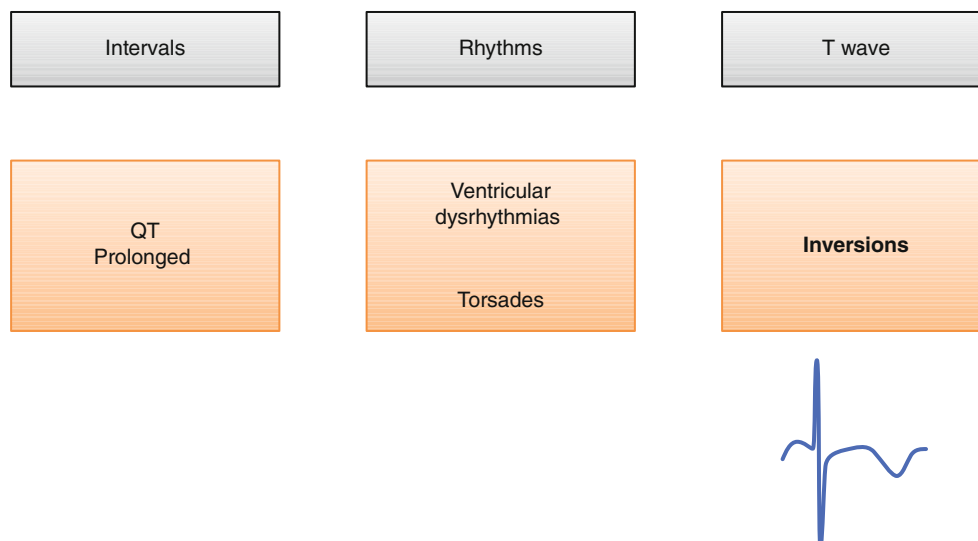 Intervals
Rhythms
T wave
QT
Prolonged
Ventricular
dysrhythmias
Torsades
Inversions